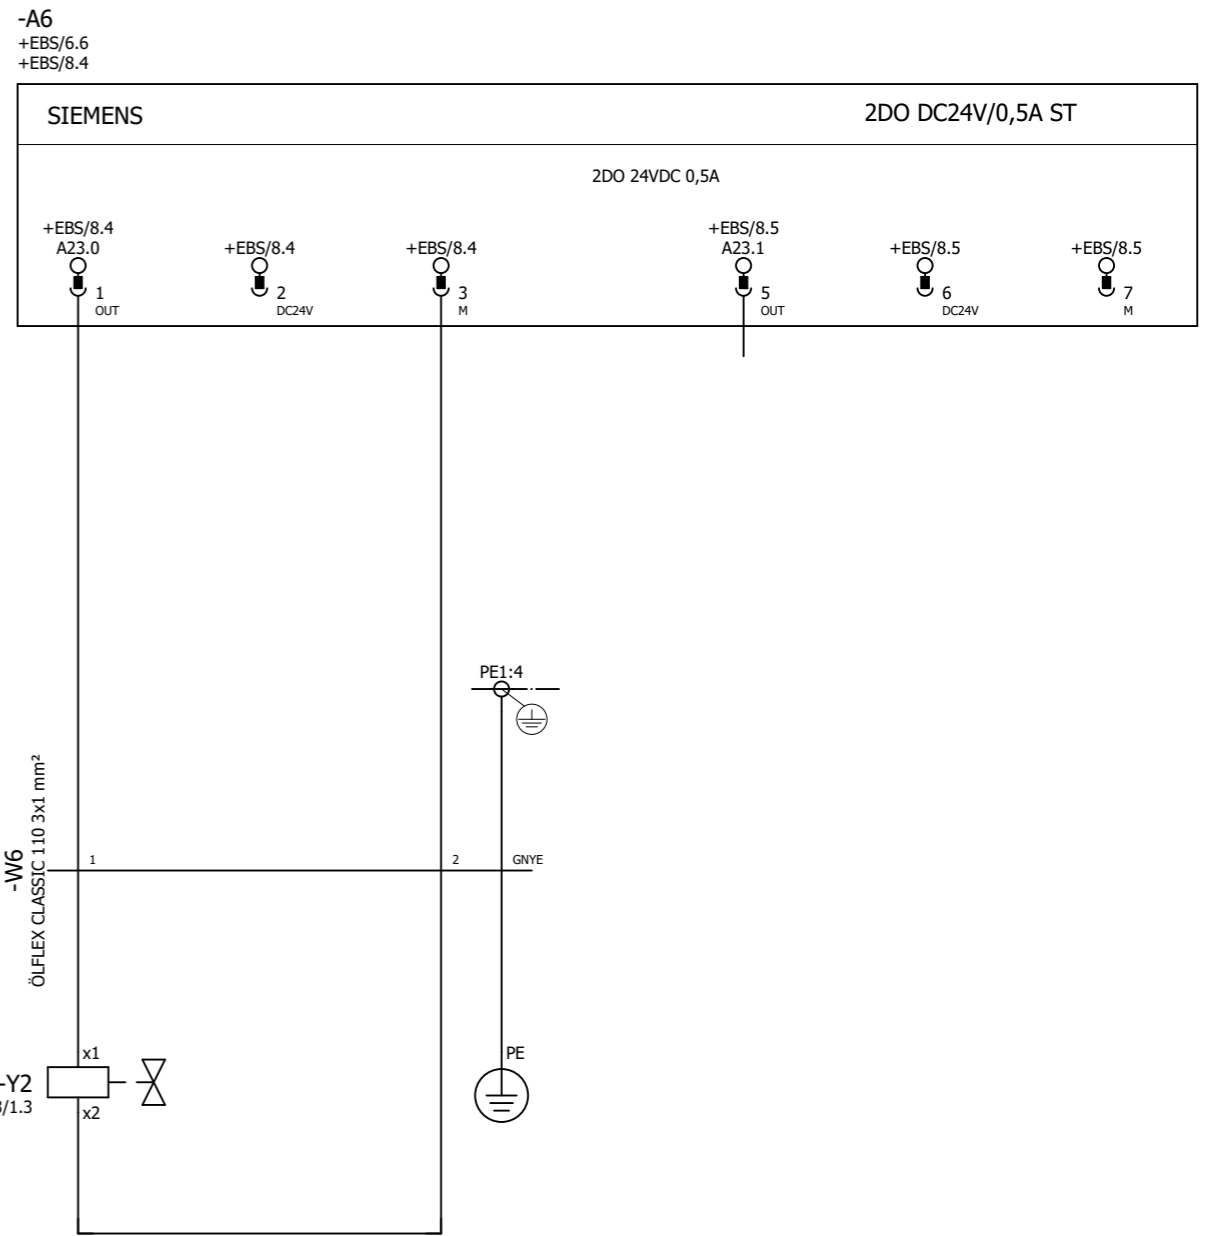 -A6
+EBS/6.6
+EBS/8.4
SIEMENS
2DO DC24V/0,5A ST
2DO 24VDC 0,5A
+EBS/8.4
A23.0
+EBS/8.4
+EBS/8.4
+EBS/8.5
A23.1
+EBS/8.5
+EBS/8.5
1
OUT
2
DC24V
3
M
5
OUT
6
DC24V
7
M
PE1:4
-W6
ÖLFLEX CLASSIC 110 3x1 mm²
1
2
GNYE
x1
-Y2
/1.3
x2
PE